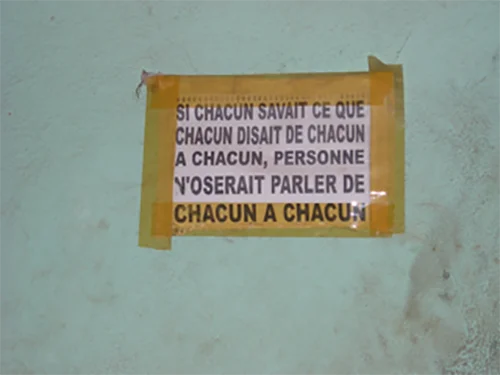 SI CHACUN SAVAIT CE QUE
CHACUN DISAIT DE CHACUN
A CHACUN, PERSONNE
N'OSERAIT PARLER DE
CHACUN A CHACUN